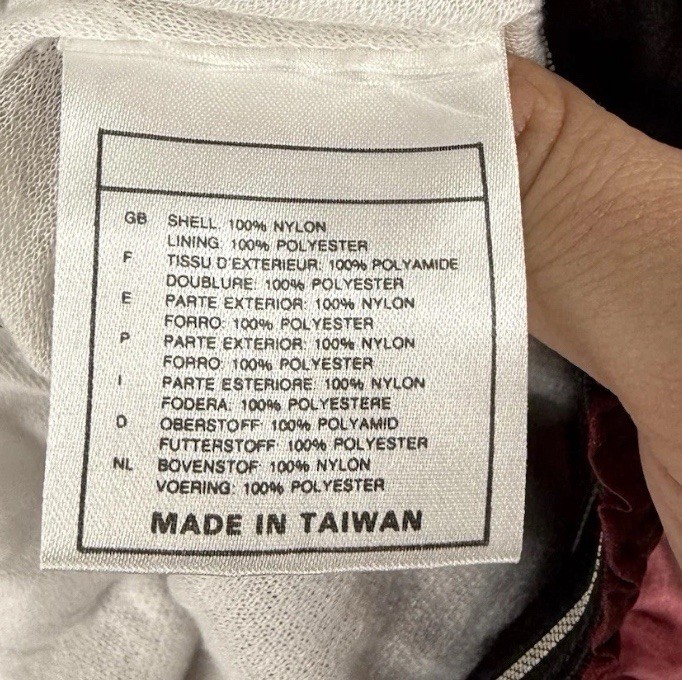 GB SHELL: 100% NYLON
LINING: 100% POLYESTER
F TISSU D'EXTERIEUR: 100% POLYAMIDE
DOUBLURE: 100% POLYESTER
E PARTE EXTERIOR: 100% NYLON
FORRO: 100% POLYESTER
P PARTE EXTERIOR: 100% NYLON
FORRO: 100% POLYESTER
I PARTE ESTERIORE: 100% NYLON
FODERA: 100% POLYESTERE
D OBERSTOFF: 100% POLYAMID
FUTTERSTOFF: 100% POLYESTER
NL BOVENSTOF: 100% NYLON
VOERING: 100% POLYESTER
MADE IN TAIWAN